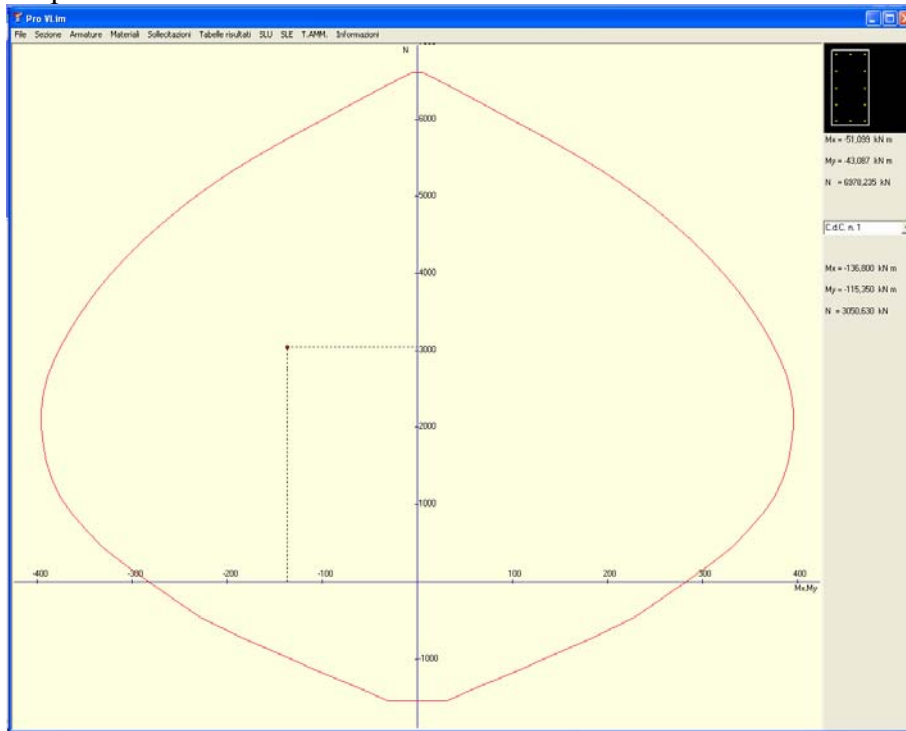 Pro VLim
File Sezione Armature Materiali Sollecitazioni Tabelle risultati SLU SLE T.AMM. Informazioni
N
6000
5000
4000
3000
2000
1000
-400 -300 -200 -100 100 200 300 400
Mx,My
-1000
Mx = -51,099 kN m
My = -43,087 kN m
N = 6978,235 kN
C.d.C. n. 1
Mx = -136,800 kN m
My = -115,350 kN m
N = 3050,630 kN